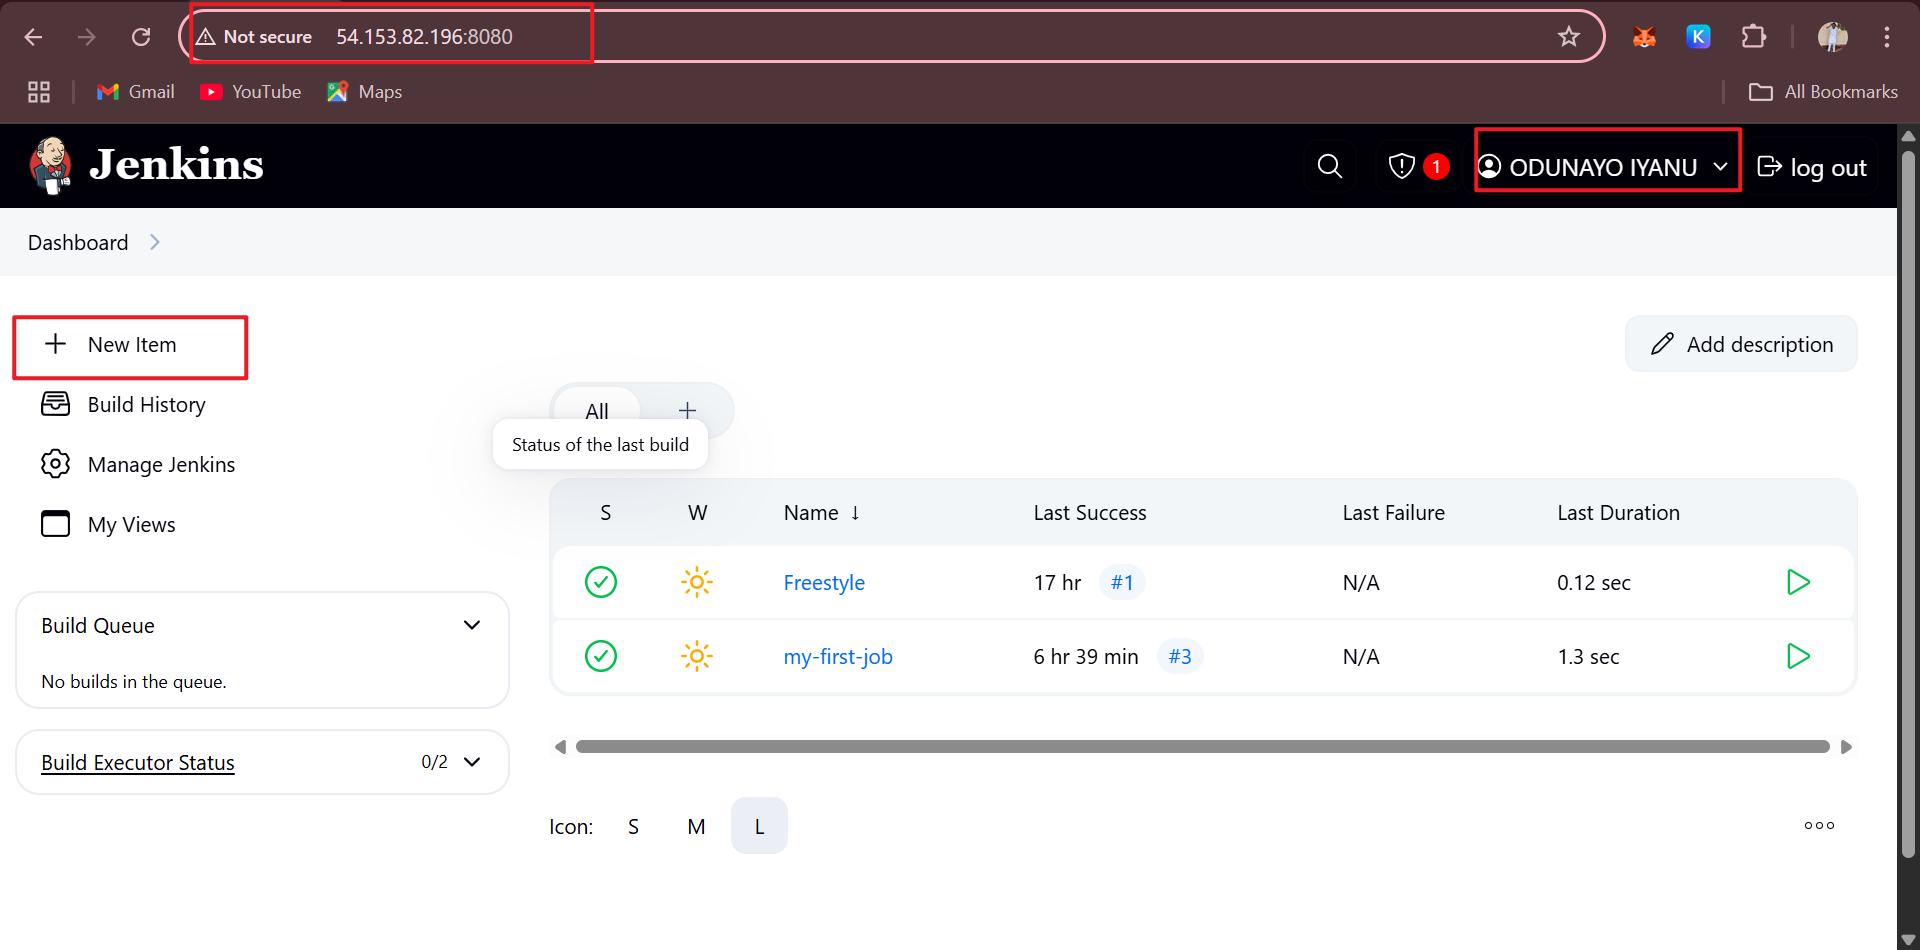 Not secure 54.153.82.196:8080
K
Gmail YouTube Maps All Bookmarks
Jenkins 1 ODUNAYO IYANU log out
Dashboard
New Item
Build History
Manage Jenkins
My Views
Build Queue
No builds in the queue.
Build Executor Status 0/2
Add description
All +
Status of the last build
S W Name ↓ Last Success Last Failure Last Duration
Freestyle 17 hr #1 N/A 0.12 sec
my-first-job 6 hr 39 min #3 N/A 1.3 sec
Icon: S M L